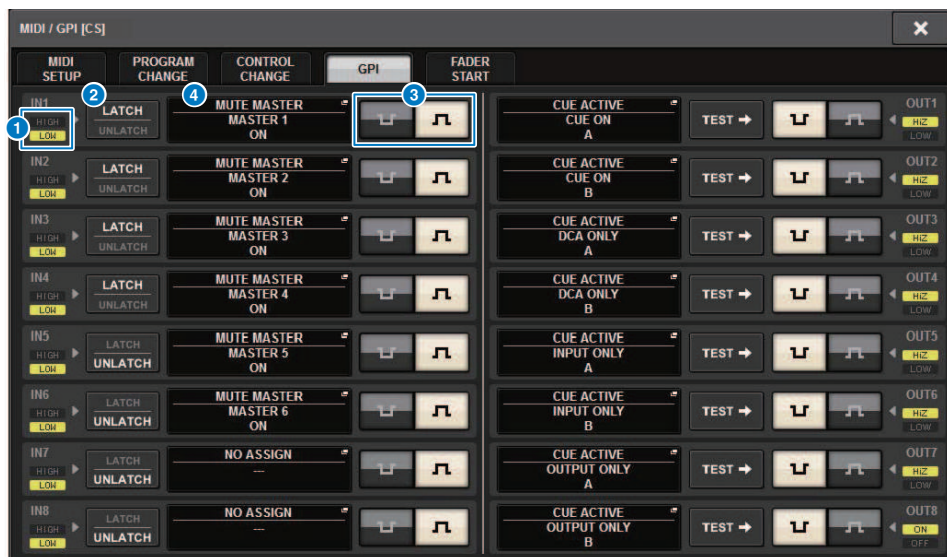 MIDI / GPI [CS]
MIDI SETUP
PROGRAM CHANGE
CONTROL CHANGE
GPI
FADER START
1
2
4
3
IN1
HIGH
LOW
LATCH
UNLATCH
MUTE MASTER
MASTER 1
ON
CUE ACTIVE
CUE ON
A
TEST
OUT1
HiZ
LOW
IN2
HIGH
LOW
LATCH
UNLATCH
MUTE MASTER
MASTER 2
ON
CUE ACTIVE
CUE ON
B
TEST
OUT2
HiZ
LOW
IN3
HIGH
LOW
LATCH
UNLATCH
MUTE MASTER
MASTER 3
ON
CUE ACTIVE
DCA ONLY
A
TEST
OUT3
HiZ
LOW
IN4
HIGH
LOW
LATCH
UNLATCH
MUTE MASTER
MASTER 4
ON
CUE ACTIVE
DCA ONLY
B
TEST
OUT4
HiZ
LOW
IN5
HIGH
LOW
LATCH
UNLATCH
MUTE MASTER
MASTER 5
ON
CUE ACTIVE
INPUT ONLY
A
TEST
OUT5
HiZ
LOW
IN6
HIGH
LOW
LATCH
UNLATCH
MUTE MASTER
MASTER 6
ON
CUE ACTIVE
INPUT ONLY
B
TEST
OUT6
HiZ
LOW
IN7
HIGH
LOW
LATCH
UNLATCH
NO ASSIGN
---
CUE ACTIVE
OUTPUT ONLY
A
TEST
OUT7
HiZ
LOW
IN8
HIGH
LOW
LATCH
UNLATCH
NO ASSIGN
---
CUE ACTIVE
OUTPUT ONLY
B
TEST
OUT8
ON
OFF